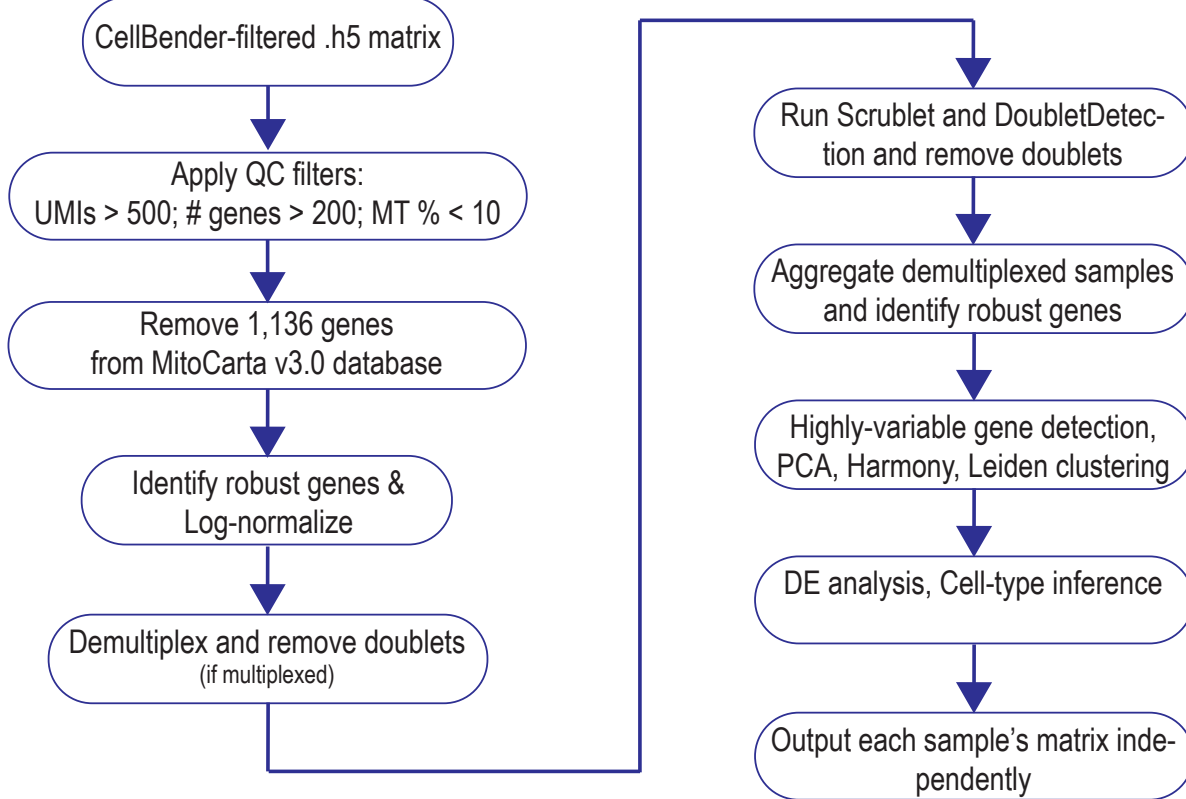 CellBender-filtered .h5 matrix
Apply QC filters:
UMIs > 500; # genes > 200; MT % < 10
Remove 1,136 genes
from MitoCarta v3.0 database
Identify robust genes &
Log-normalize
Demultiplex and remove doublets
(if multiplexed)
Run Scrublet and DoubletDetec-
tion and remove doublets
Aggregate demultiplexed samples
and identify robust genes
Highly-variable gene detection,
PCA, Harmony, Leiden clustering
DE analysis, Cell-type inference
Output each sample's matrix inde-
pendently